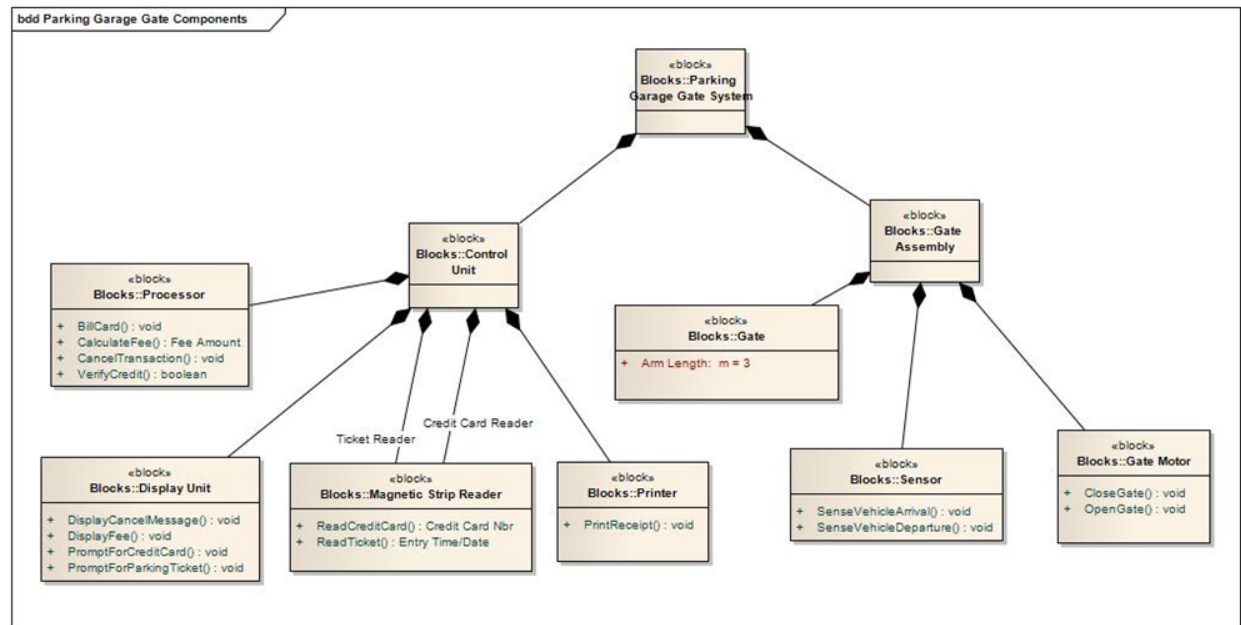 bdd Parking Garage Gate Components
«block»
Blocks::Parking
Garage Gate System
«block»
Blocks::Control
Unit
«block»
Blocks::Gate
Assembly
«block»
Blocks::Processor
+ BillCard() : void
+ CalculateFee() : Fee Amount
+ CancelTransaction() : void
+ VerifyCredit() : boolean
«block»
Blocks::Gate
+ Arm Length: m = 3
Ticket Reader
Credit Card Reader
«block»
Blocks::Display Unit
+ DisplayCancelMessage() : void
+ DisplayFee() : void
+ PromptForCreditCard() : void
+ PromptForParkingTicket() : void
«block»
Blocks::Magnetic Strip Reader
+ ReadCreditCard() : Credit Card Nbr
+ ReadTicket() : Entry Time/Date
«block»
Blocks::Printer
+ PrintReceipt() : void
«block»
Blocks::Sensor
+ SenseVehicleArrival() : void
+ SenseVehicleDeparture() : void
«block»
Blocks::Gate Motor
+ CloseGate() : void
+ OpenGate() : void